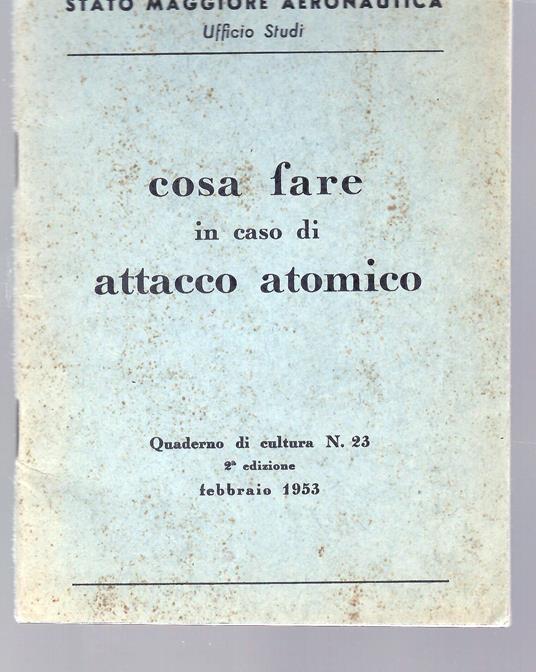 STATO MAGGIORE AERONAUTICA
Ufficio Studi
cosa fare
in caso di
attacco atomico
Quaderno di cultura N. 23
2ª edizione
febbraio 1953